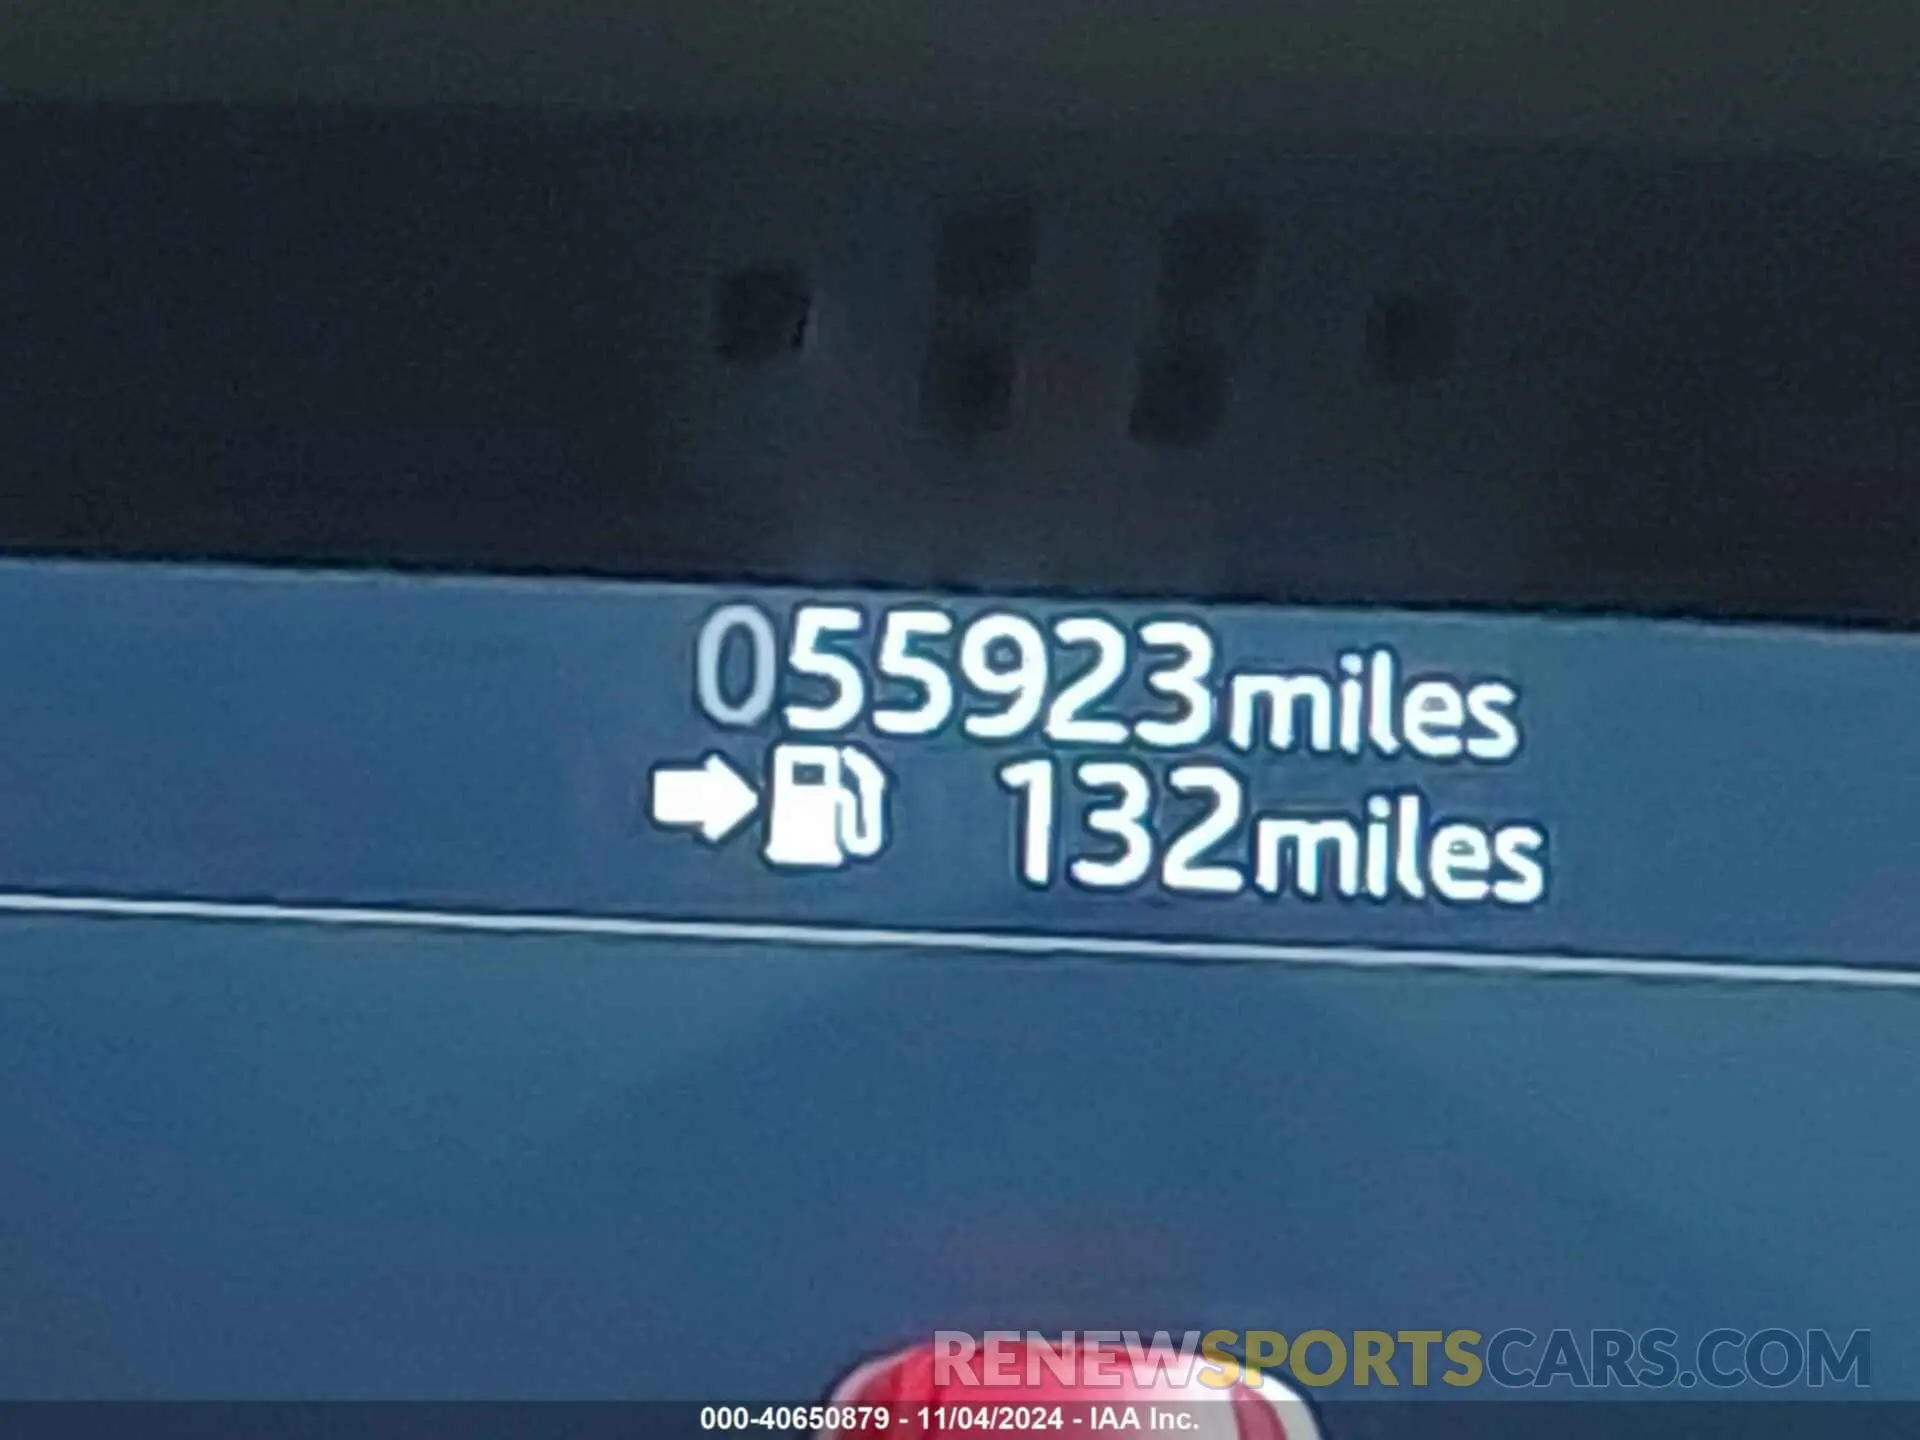 055923miles
132miles
RENEWSPORTSCARS.COM
000-40650879 - 11/04/2024 - IAA Inc.